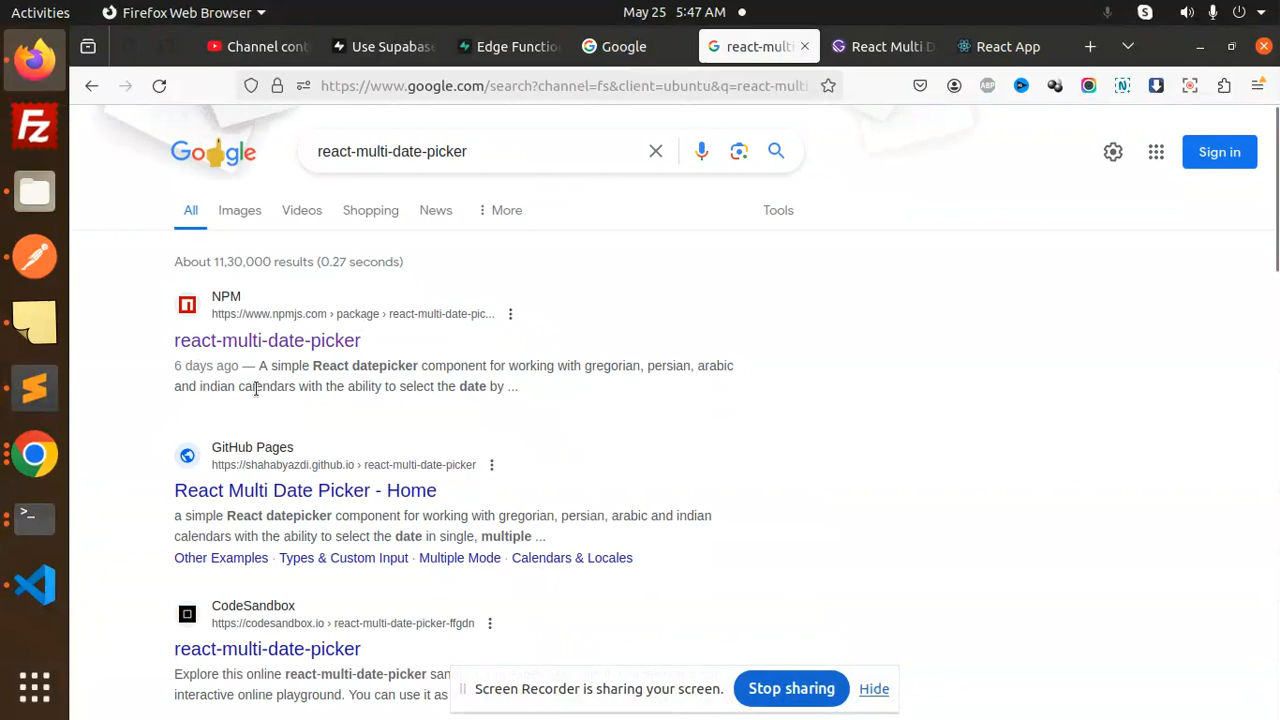 Activities
Firefox Web Browser
May 25 5:47 AM
Channel cont
Use Supabase
Edge Functio
Google
react-multi
React Multi D
React App
https://www.google.com/search?channel=fs&client=ubuntu&q=react-multi
Google
react-multi-date-picker
Sign in
All
Images
Videos
Shopping
News
More
Tools
About 11,30,000 results (0.27 seconds)
NPM
https://www.npmjs.com › package › react-multi-date-pic...
react-multi-date-picker
6 days ago — A simple React datepicker component for working with gregorian, persian, arabic
and indian calendars with the ability to select the date by ...
GitHub Pages
https://shahabyazdi.github.io › react-multi-date-picker
React Multi Date Picker - Home
a simple React datepicker component for working with gregorian, persian, arabic and indian
calendars with the ability to select the date in single, multiple ...
Other Examples · Types & Custom Input · Multiple Mode · Calendars & Locales
CodeSandbox
https://codesandbox.io › react-multi-date-picker-ffgdn
react-multi-date-picker
Explore this online react-multi-date-picker san
interactive online playground. You can use it as
Screen Recorder is sharing your screen.
Stop sharing
Hide